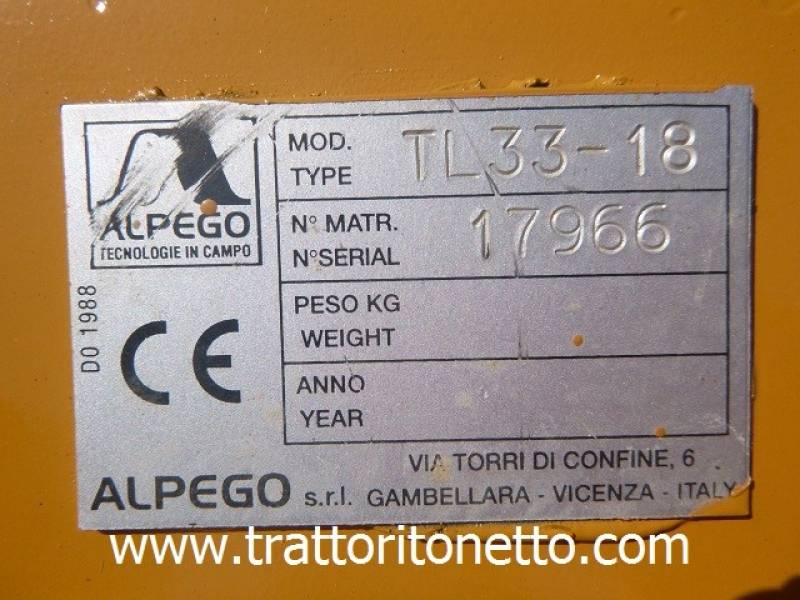 ALPEGO
TECNOLOGIE IN CAMPO
MOD. TYPE TL33-18
N° MATR. N° SERIAL 17966
PESO KG
WEIGHT
ANNO
YEAR
D0 1988
CE
VIA TORRI DI CONFINE, 6
ALPEGO s.r.l. GAMBELLARA - VICENZA - ITALY
www.trattoritonetto.com